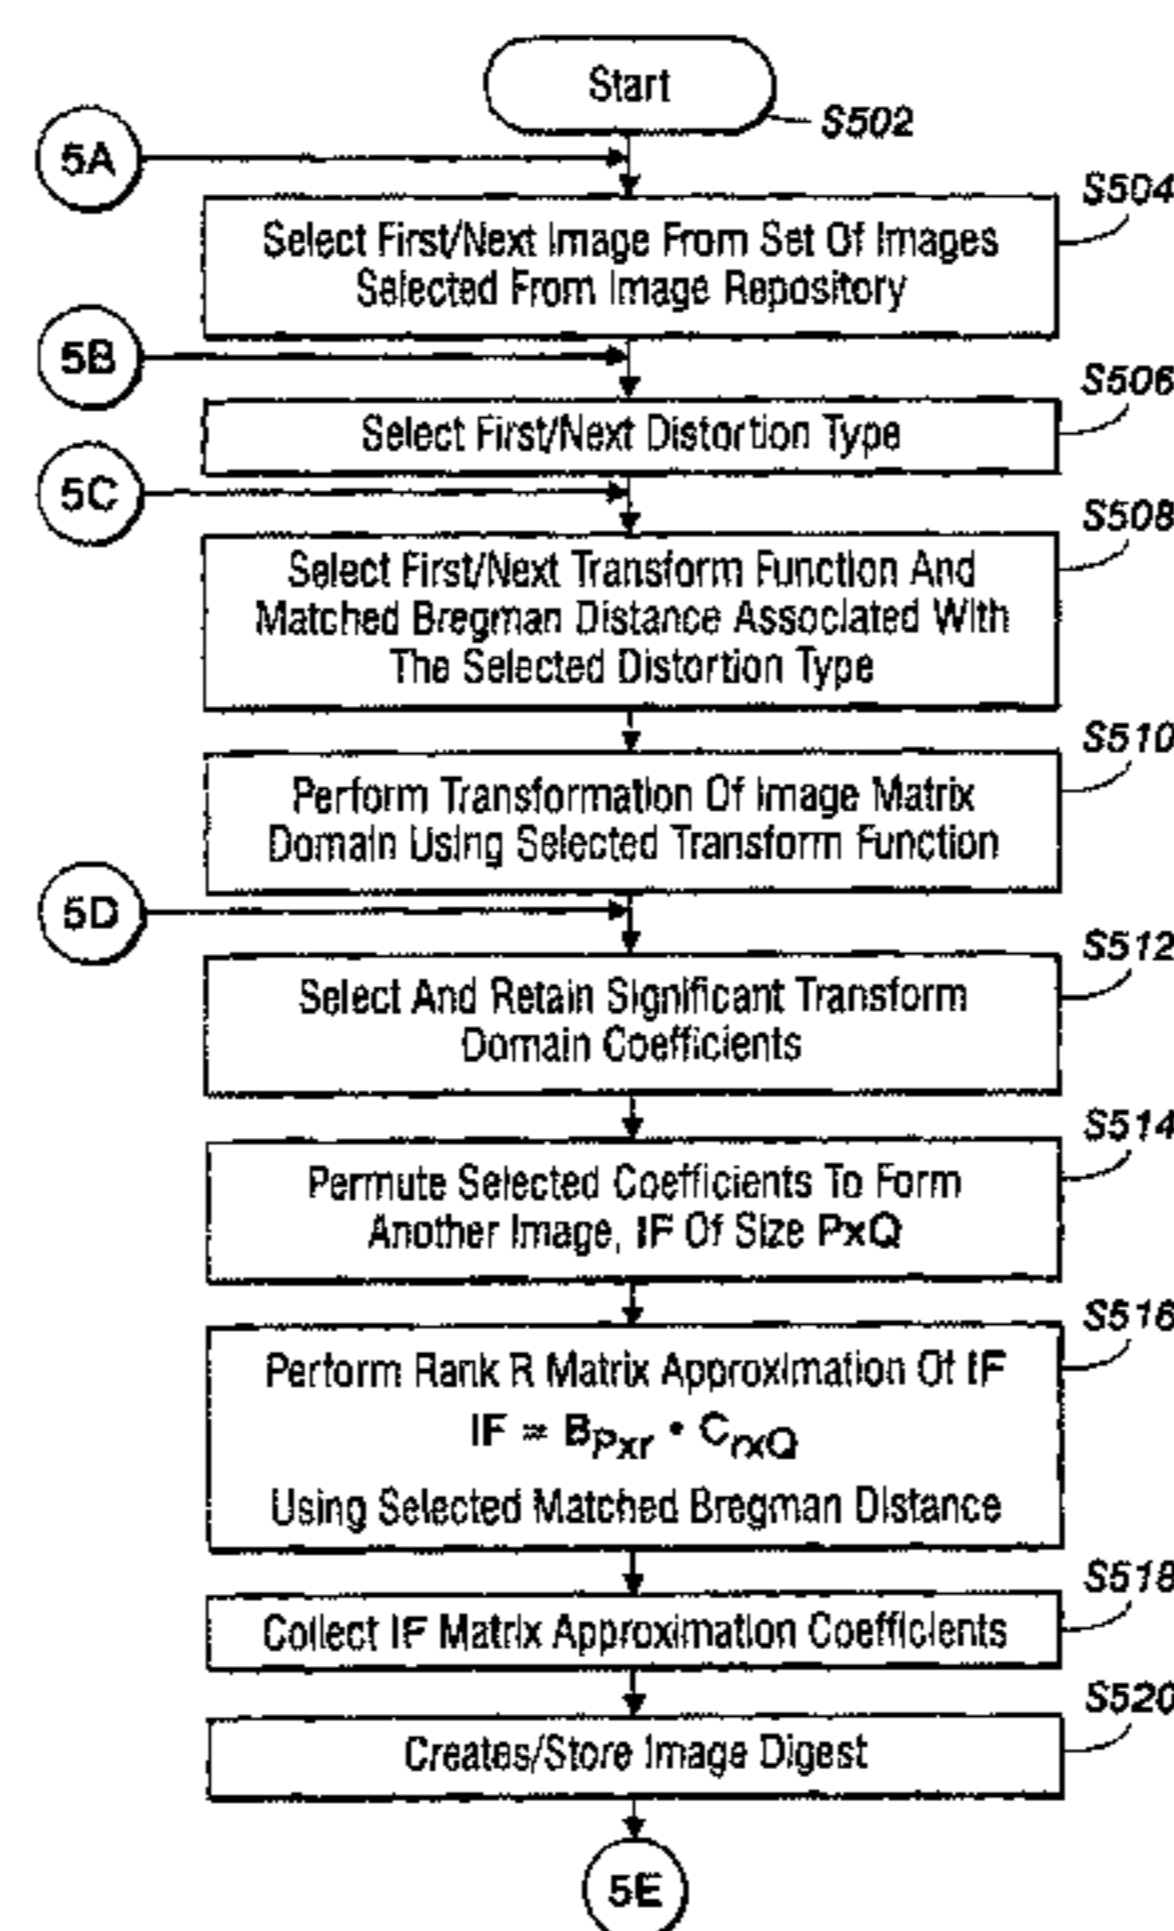 Start
S502
5A
S504
Select First/Next Image From Set Of Images
Selected From Image Repository
5B
S506
Select First/Next Distortion Type
5C
S508
Select First/Next Transform Function And
Matched Bregman Distance Associated With
The Selected Distortion Type
S510
Perform Transformation Of Image Matrix
Domain Using Selected Transform Function
5D
S512
Select And Retain Significant Transform
Domain Coefficients
S514
Permute Selected Coefficients To Form
Another Image, IF Of Size PxQ
S516
Perform Rank R Matrix Approximation Of IF
IF ≈ BPxr • CrxQ
Using Selected Matched Bregman Distance
S518
Collect IF Matrix Approximation Coefficients
S520
Creates/Store Image Digest
5E